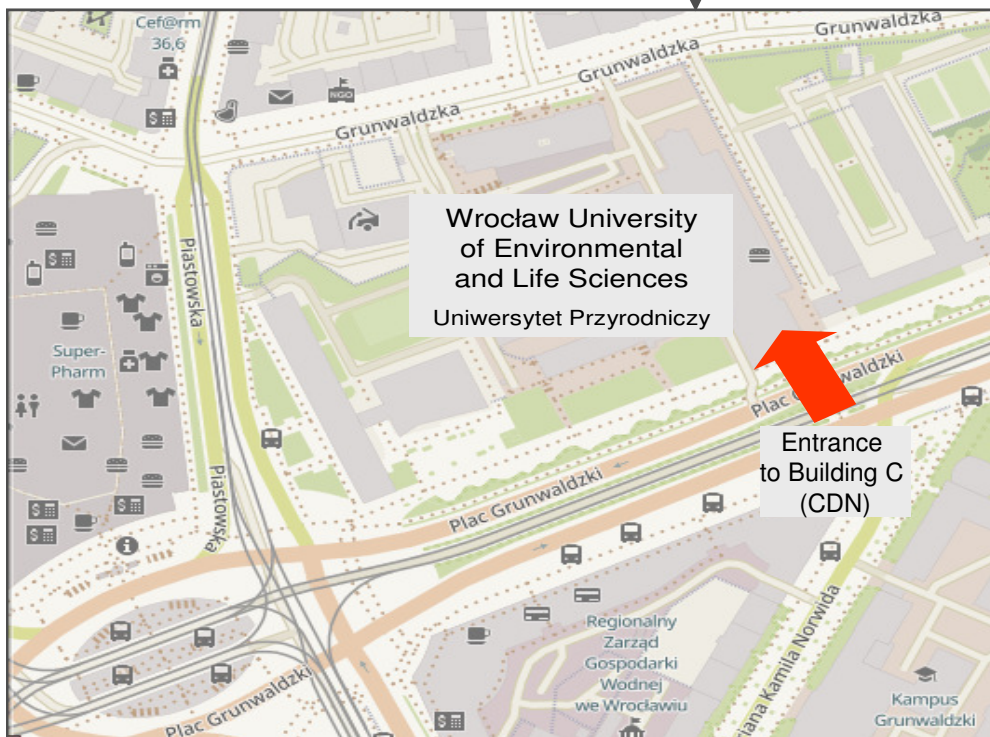 Cef@rm
36,6
Grunwaldzka
Grunwaldzka
Grunwaldzka
NGO
Wrocław University
of Environmental
and Life Sciences
Uniwersytet Przyrodniczy
Piastowska
Super-
Pharm
Plac Grunwaldzki
Entrance
to Building C
(CDN)
Piastowska
Plac Grunwaldzki
Regionalny
Zarząd
Gospodarki
Wodnej
we Wrocławiu
Kamila Norwida
Kampus
Grunwaldzki
Plac Grunwaldzki